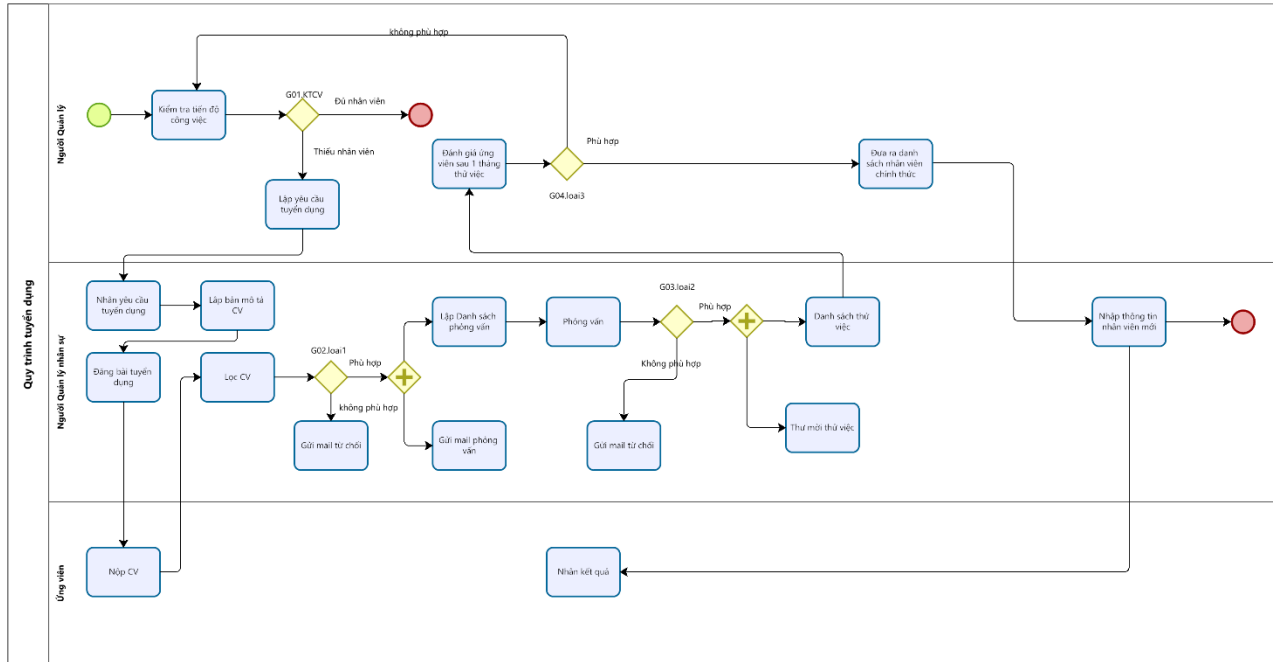 Quy trình tuyển dụng
Người Quản lý
không phù hợp
Kiểm tra tiến độ
công việc
G01.KTCV
Đủ nhân viên
Thiếu nhân viên
Lập yêu cầu
tuyển dụng
Đánh giá ứng
viên sau 1 tháng
thử việc
Phù hợp
G04.loai3
Đưa ra danh
sách nhân viên
chính thức
Người Quản lý nhân sự
Nhận yêu cầu
tuyển dụng
Lập bản mô tả
CV
Đăng bài tuyển
dụng
Lọc CV
G02.loai1
Phù hợp
không phù hợp
Gửi mail từ chối
Lập Danh sách
phỏng vấn
Gửi mail phỏng
vấn
Phỏng vấn
G03.loai2
Phù hợp
Không phù hợp
Gửi mail từ chối
Danh sách thử
việc
Thư mời thử việc
Nhập thông tin
nhân viên mới
Ứng viên
Nộp CV
Nhận kết quả